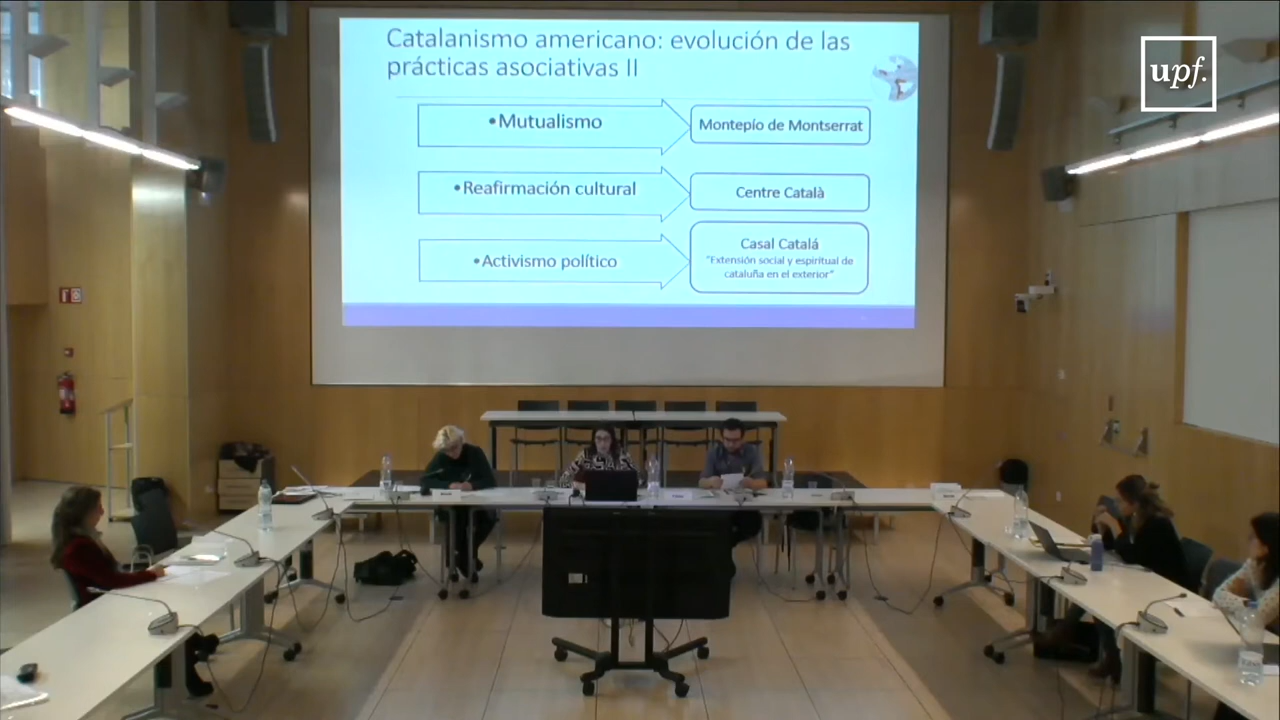 Catalanismo americano: evolución de las
prácticas asociativas II
•Mutualismo
Montepío de Montserrat
•Reafirmación cultural
Centre Català
•Activismo político
Casal Catalá
"Extensión social y espiritual de
cataluña en el exterior"
upf.